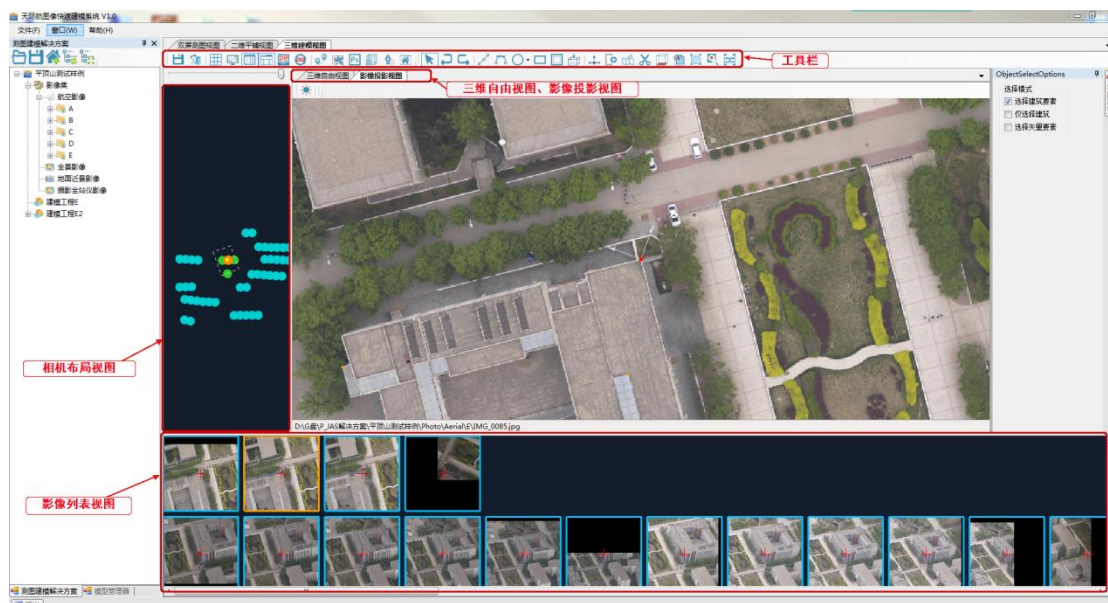 天际航图像快速建模系统 V1.0
文件(F) 窗口(W) 帮助(H)
测图建模解决方案
双屏测图视图 二维平铺视图 三维建模视图
工具栏
三维自由视图 影像投影视图
三维自由视图、影像投影视图
ObjectSelectOptions
选择模式
选择建筑要素
仅选择建筑
选择矢量要素
平顶山测试样例
影像集
航空影像
A
B
C
D
E
全景影像
地面近景影像
摄影全站仪影像
建模工程E
建模工程E2
相机布局视图
D:\G盘\P_JAS解决方案\平顶山测试样例\Photo\Aerial\E\IMG_0085.jpg
影像列表视图
测图建模解决方案 模型管理器